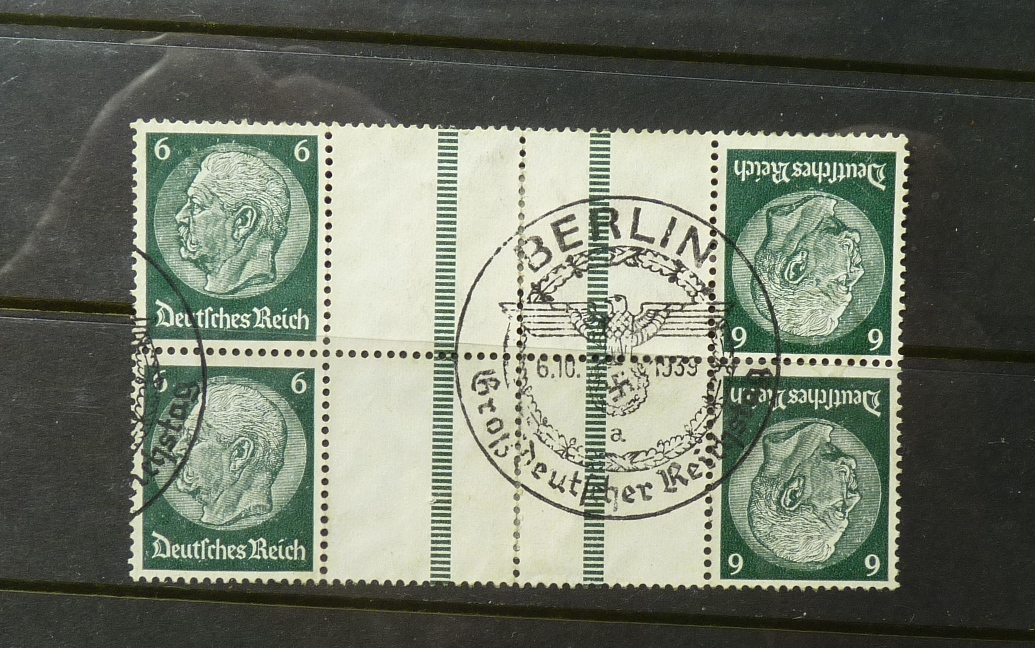 6 6
Deutsches Reich
6
Deutsches Reich
Deutsches Reich
6 6
Deutsches Reich
6 6
BERLIN
6.10. 1939
a
Großdeutscher Reichstag
Reichstag